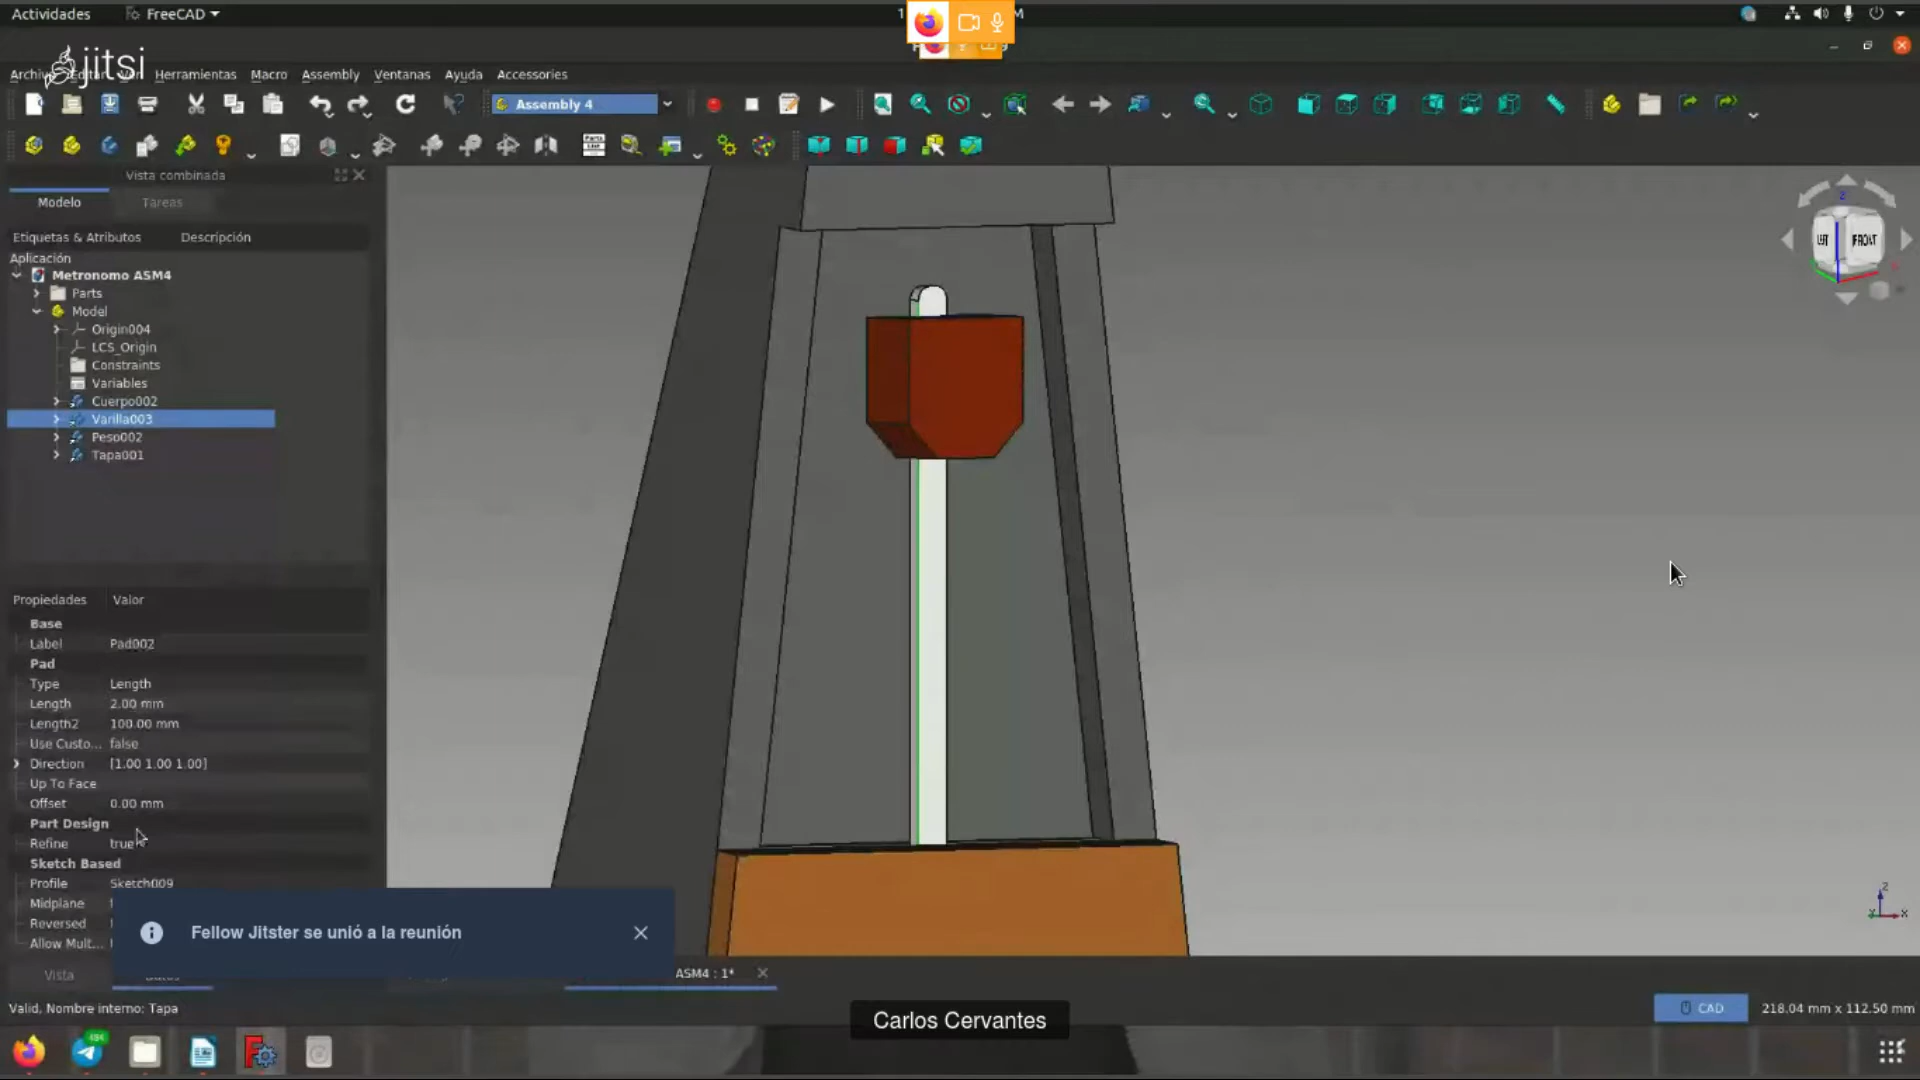 Actividades
FreeCAD
jitsi
Herramientas
Macro
Assembly
Ventanas
Ayuda
Accessories
Assembly 4
Vista combinada
Modelo
Tareas
Etiquetas & Atributos
Descripción
Aplicación
Metronomo ASM4
Parts
Model
Origin004
LCS_Origin
Constraints
Variables
Cuerpo002
Varilla003
Peso002
Tapa001
FRONT
Z
Propiedades
Valor
Base
Label Pad002
Pad
Type Length
Length 2.00 mm
Length2 100.00 mm
Use Custo... false
Direction [1.00 1.00 1.00]
Up To Face
Offset 0.00 mm
Part Design
Refine true
Sketch Based
Profile Sketch009
Midplane
Reversed
Allow Mult...
Fellow Jitster se unió a la reunión
Vista
ASM4 : 1*
Valid, Nombre interno: Tapa
Carlos Cervantes
CAD
218.04 mm x 112.50 mm